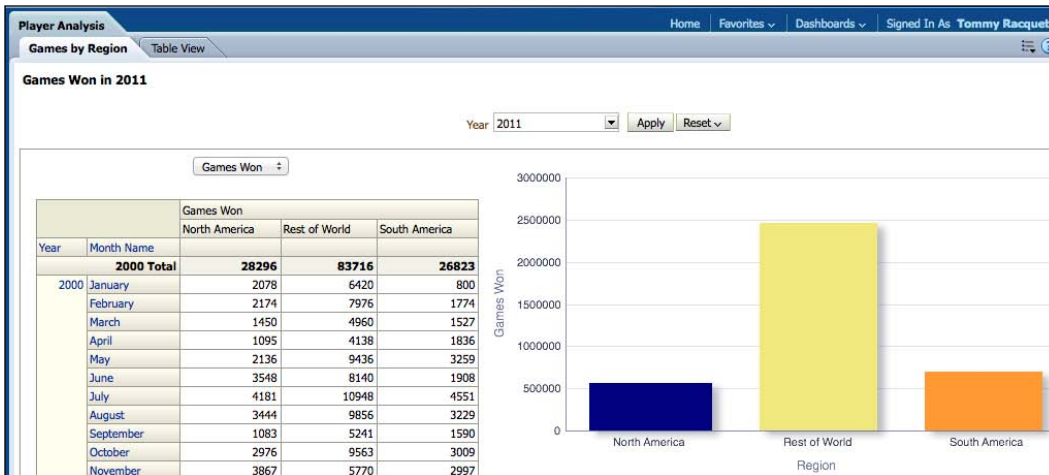 Player Analysis Home Favorites Dashboards Signed In As Tommy Racquet
Games by Region Table View
Games Won in 2011
Year 2011 Apply Reset
Games Won
Games Won
North America Rest of World South America
Year Month Name
2000 Total 28296 83716 26823
2000 January 2078 6420 800
February 2174 7976 1774
March 1450 4960 1527
April 1095 4138 1836
May 2136 9436 3259
June 3548 8140 1908
July 4181 10948 4551
August 3444 9856 3229
September 1083 5241 1590
October 2976 9563 3009
November 3867 5770 2997
Games Won
3000000
2500000
2000000
1500000
1000000
500000
0
North America Rest of World South America
Region